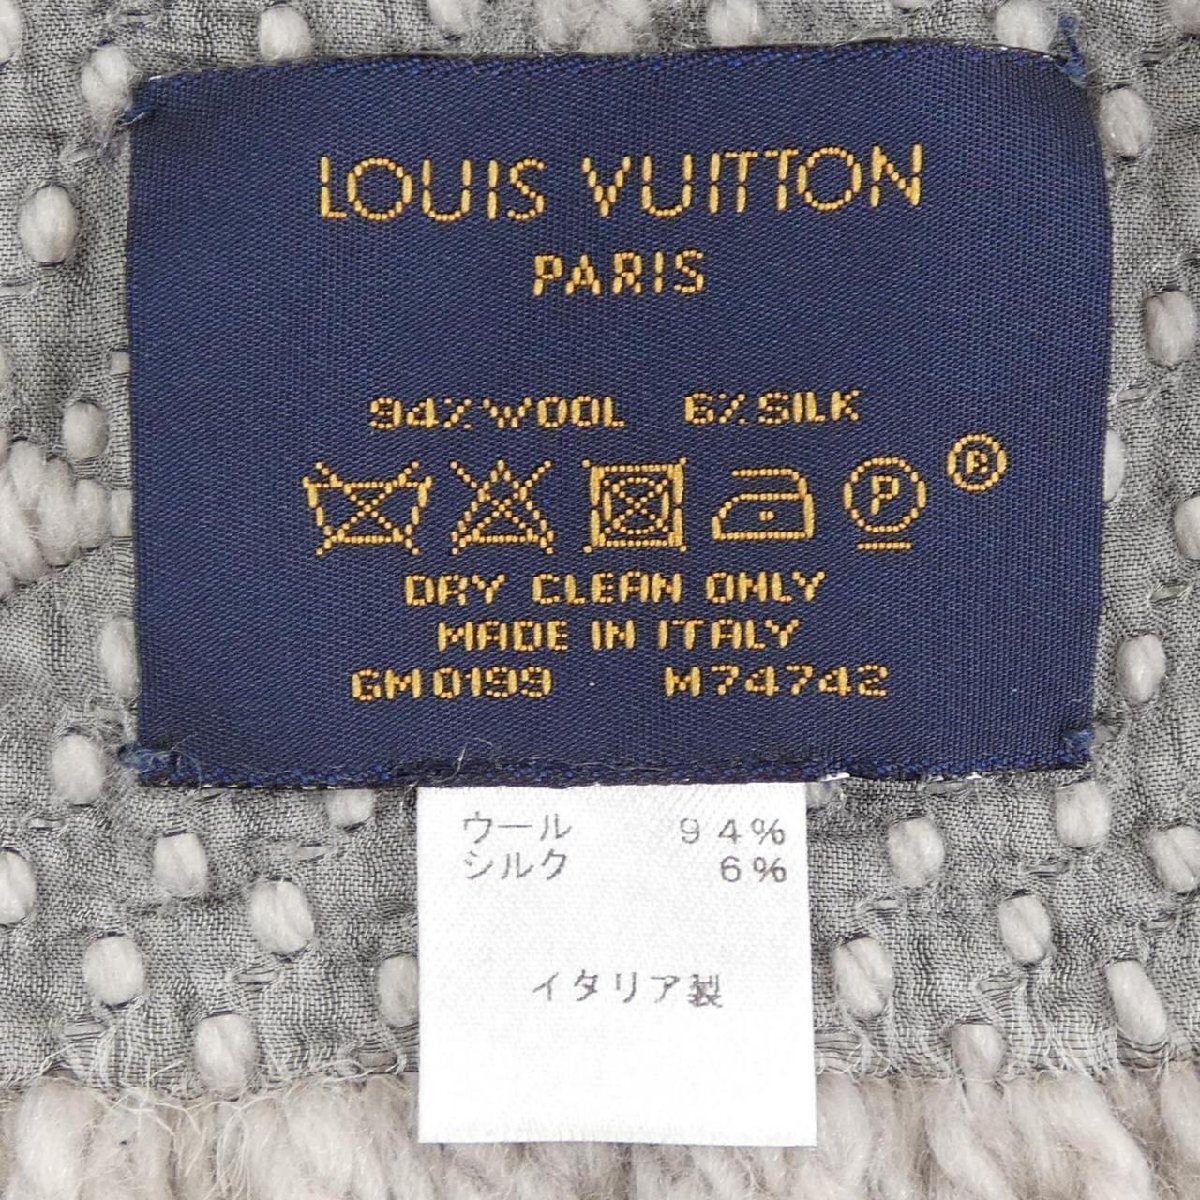 LOUIS VUITTON
PARIS
94% WOOL 6% SILK
P ®
DRY CLEAN ONLY
MADE IN ITALY
GM0199 M74742
ウール 94%
シルク 6%
イタリア製